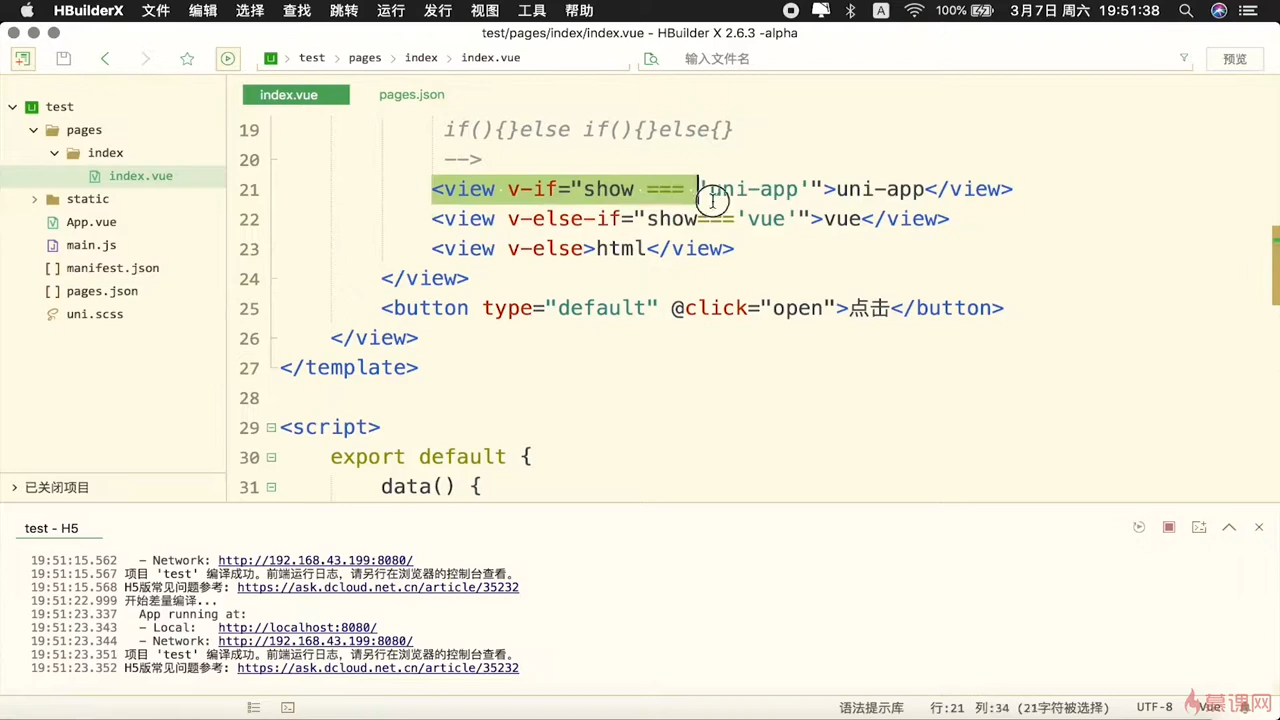 HBuilderX 文件 编辑 选择 查找 跳转 运行 发行 视图 工具 帮助 A 100% 3月7日 周六 19:51:38
test/pages/index/index.vue - HBuilder X 2.6.3 -alpha
U test > pages > index > index.vue 输入文件名 预览
test
pages
index
index.vue
static
App.vue
main.js
[ ] manifest.json
[ ] pages.json
uni.scss
已关闭项目
index.vue pages.json
19 if(){}else if(){}else{}
20 -->
21 <view v-if="show === 'uni-app'">uni-app</view>
22 <view v-else-if="show==='vue'">vue</view>
23 <view v-else>html</view>
24 </view>
25 <button type="default" @click="open">点击</button>
26 </view>
27 </template>
28
29 <script>
30 export default {
31 data() {
test - H5
19:51:15.562 - Network: http://192.168.43.199:8080/
19:51:15.567 项目 'test' 编译成功。前端运行日志，请另行在浏览器的控制台查看。
19:51:15.568 H5版常见问题参考: https://ask.dcloud.net.cn/article/35232
19:51:22.999 开始差量编译...
19:51:23.337 App running at:
19:51:23.343 - Local: http://localhost:8080/
19:51:23.344 - Network: http://192.168.43.199:8080/
19:51:23.351 项目 'test' 编译成功。前端运行日志，请另行在浏览器的控制台查看。
19:51:23.352 H5版常见问题参考: https://ask.dcloud.net.cn/article/35232
语法提示库 行:21 列:34 (21字符被选择) UTF-8 Vue
慕课网